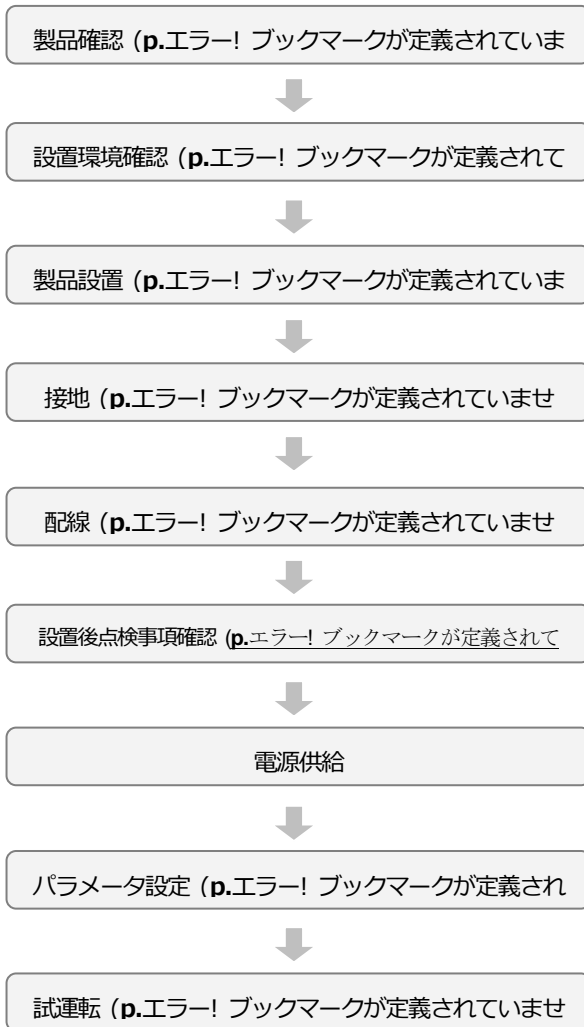 製品確認 (p.エラー! ブックマークが定義されていま
設置環境確認 (p.エラー! ブックマークが定義されて
製品設置 (p.エラー! ブックマークが定義されていま
接地 (p.エラー! ブックマークが定義されていませ
配線 (p.エラー! ブックマークが定義されていませ
設置後点検事項確認 (p.エラー! ブックマークが定義されて
電源供給
パラメータ設定 (p.エラー! ブックマークが定義され
試運転 (p.エラー! ブックマークが定義されていませ